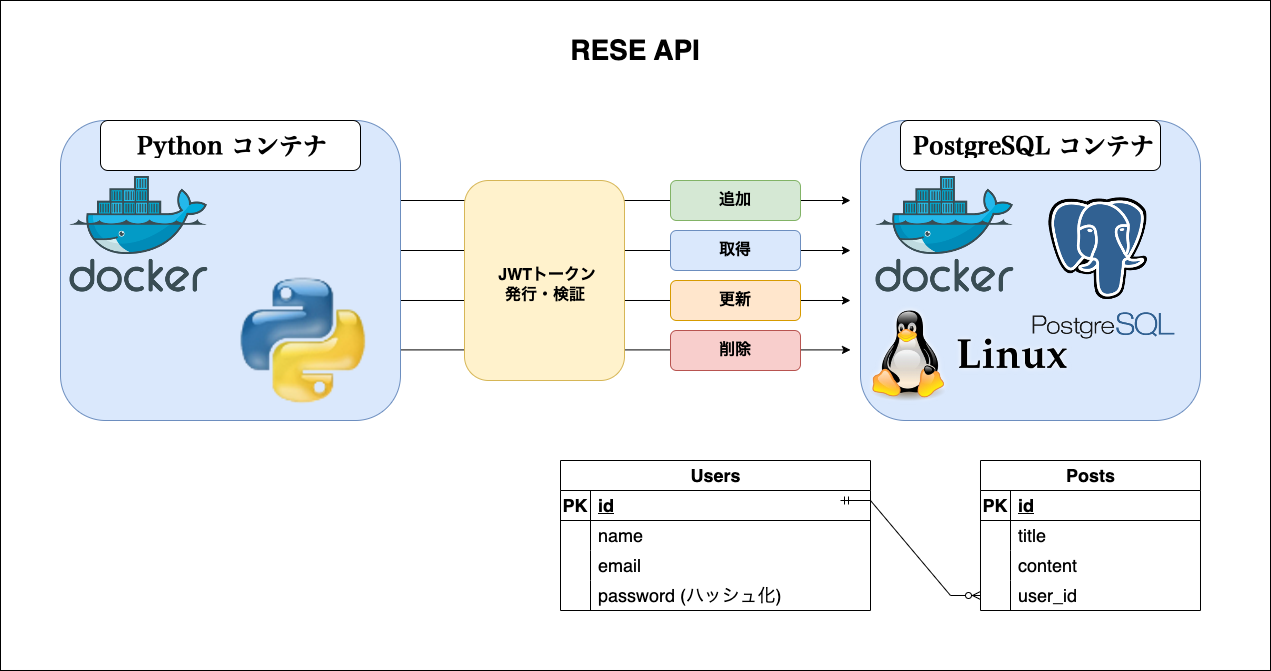 RESE API
Python コンテナ
docker
JWTトークン
発行・検証
追加
取得
更新
削除
PostgreSQL コンテナ
docker
PostgreSQL
Linux
Users
PK id
name
email
password (ハッシュ化)
Posts
PK id
title
content
user_id